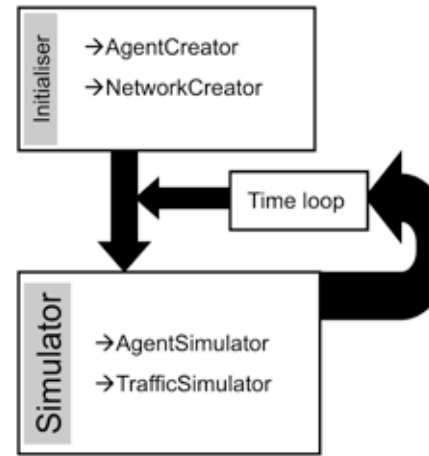 Initialiser
→AgentCreator
→NetworkCreator
Time loop
Simulator
→AgentSimulator
→TrafficSimulator